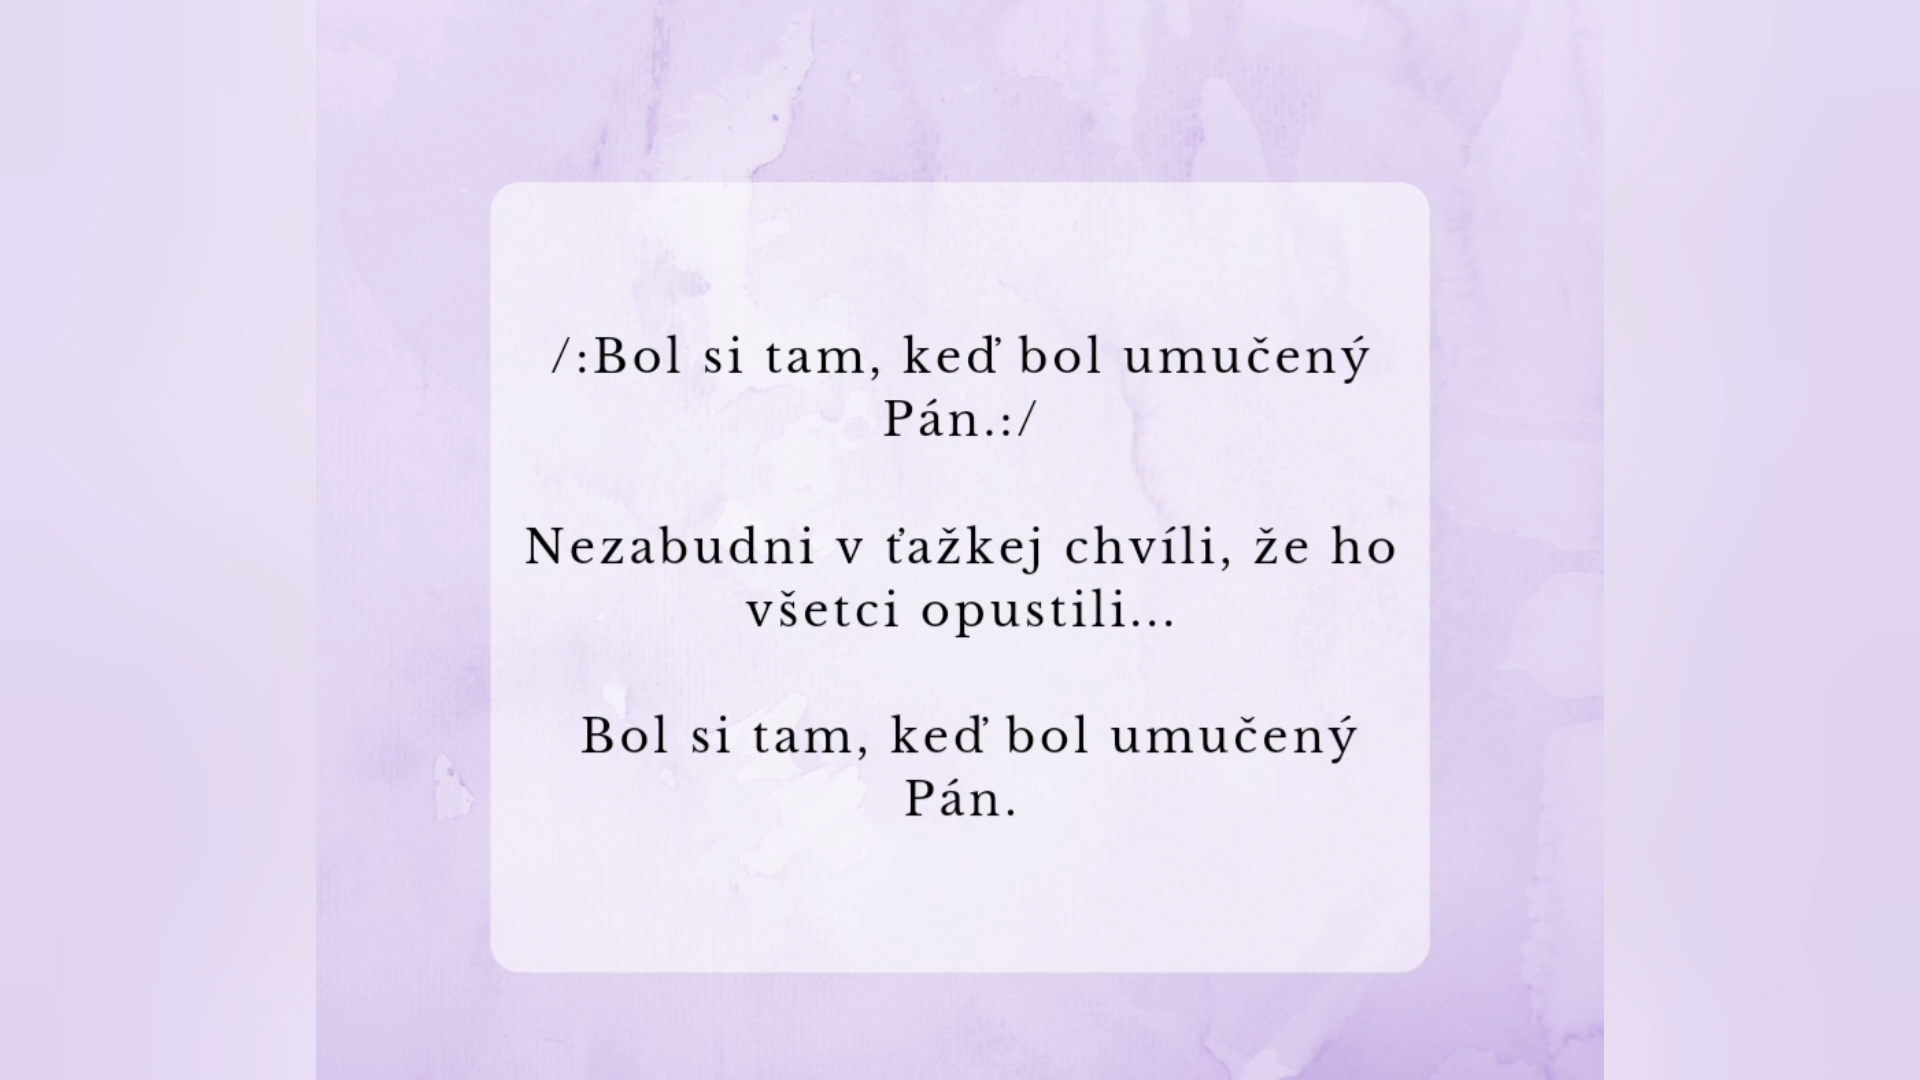 /:Bol si tam, keď bol umučený
Pán.:/
Nezabudni v ťažkej chvíli, že ho
všetci opustili...
Bol si tam, keď bol umučený
Pán.